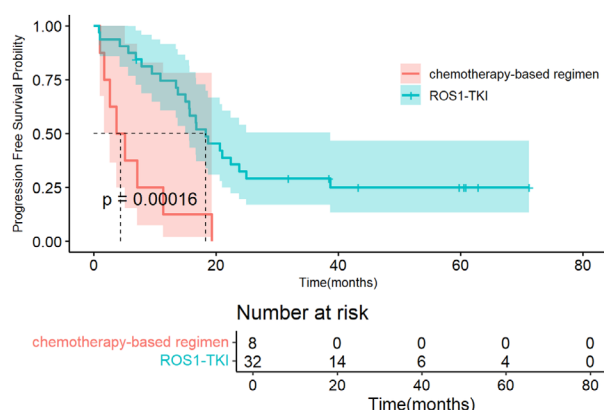 1.00
0.75
0.50
0.25
0.00
Progression Free Survival Probility
chemotherapy-based regimen
ROS1-TKI
p = 0.00016
0 20 40 60 80
Time(months)
Number at risk
chemotherapy-based regimen 8 0 0 0 0
ROS1-TKI 32 14 6 4 0
0 20 40 60 80
Time(months)